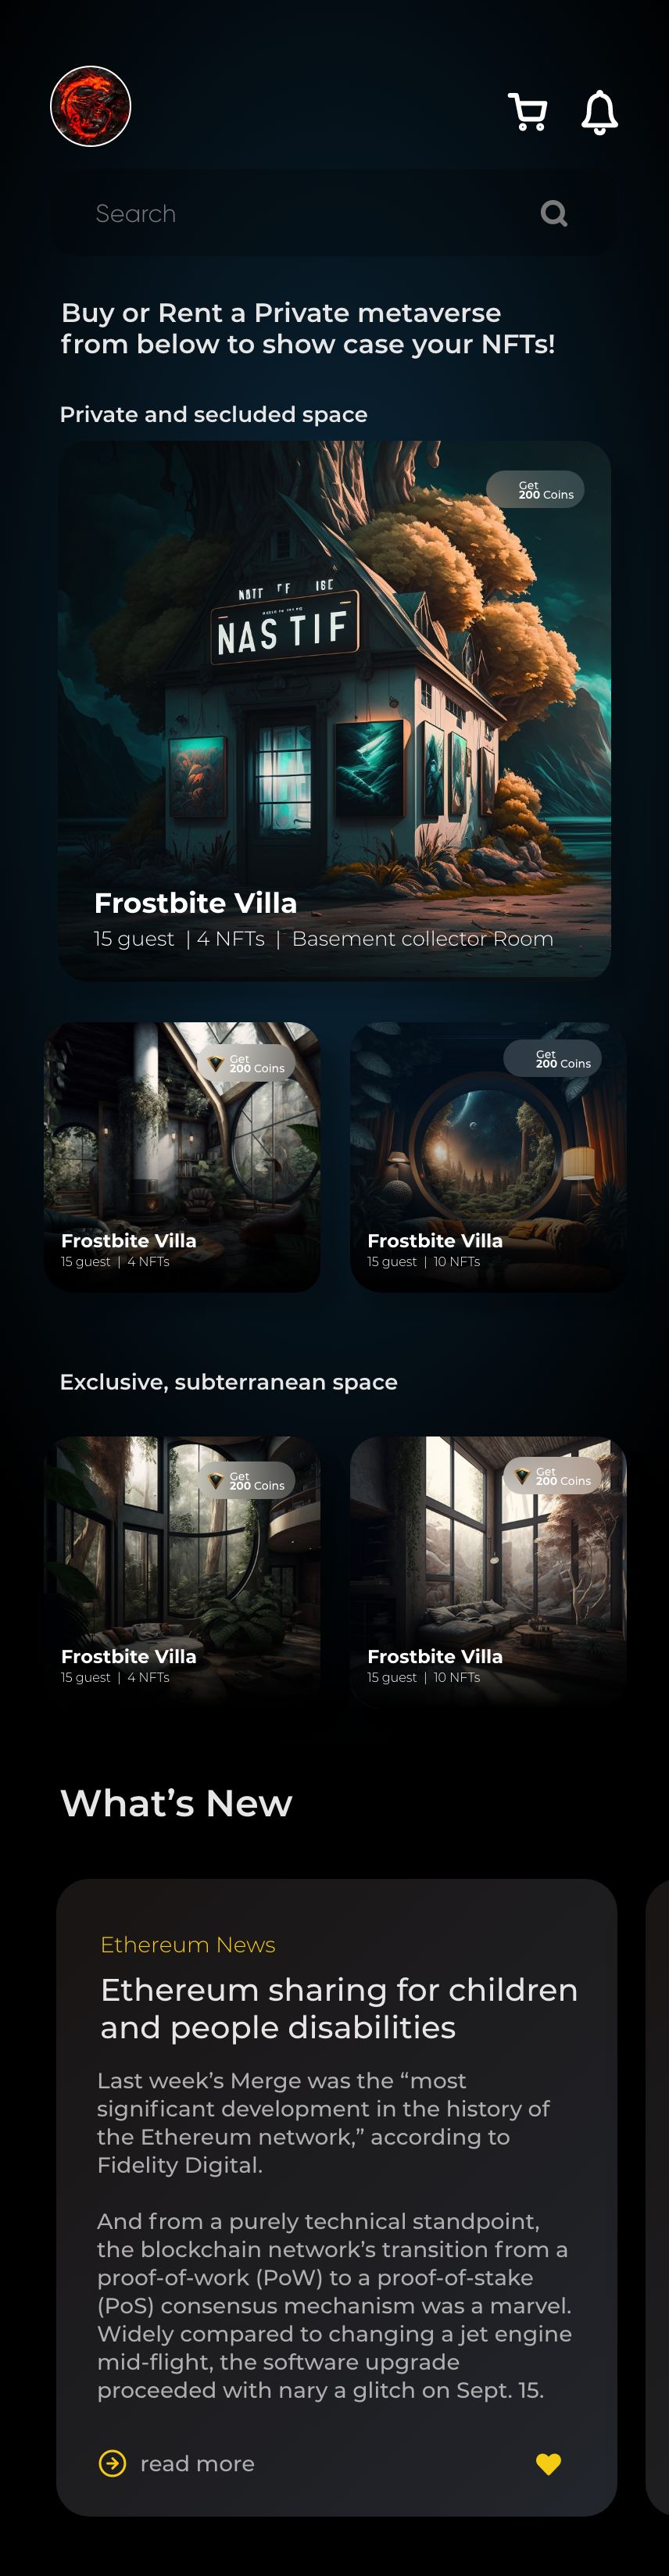 Search
Buy or Rent a Private metaverse
from below to show case your NFTs!
Private and secluded space
Get
200 Coins
NAS TIF
Frostbite Villa
15 guest | 4 NFTs | Basement collector Room
Get
200 Coins
Frostbite Villa
15 guest | 4 NFTs
Get
200 Coins
Frostbite Villa
15 guest | 10 NFTs
Exclusive, subterranean space
Get
200 Coins
Frostbite Villa
15 guest | 4 NFTs
Get
200 Coins
Frostbite Villa
15 guest | 10 NFTs
What’s New
Ethereum News
Ethereum sharing for children
and people disabilities
Last week’s Merge was the “most
significant development in the history of
the Ethereum network,” according to
Fidelity Digital.
And from a purely technical standpoint,
the blockchain network’s transition from a
proof-of-work (PoW) to a proof-of-stake
(PoS) consensus mechanism was a marvel.
Widely compared to changing a jet engine
mid-flight, the software upgrade
proceeded with nary a glitch on Sept. 15.
read more